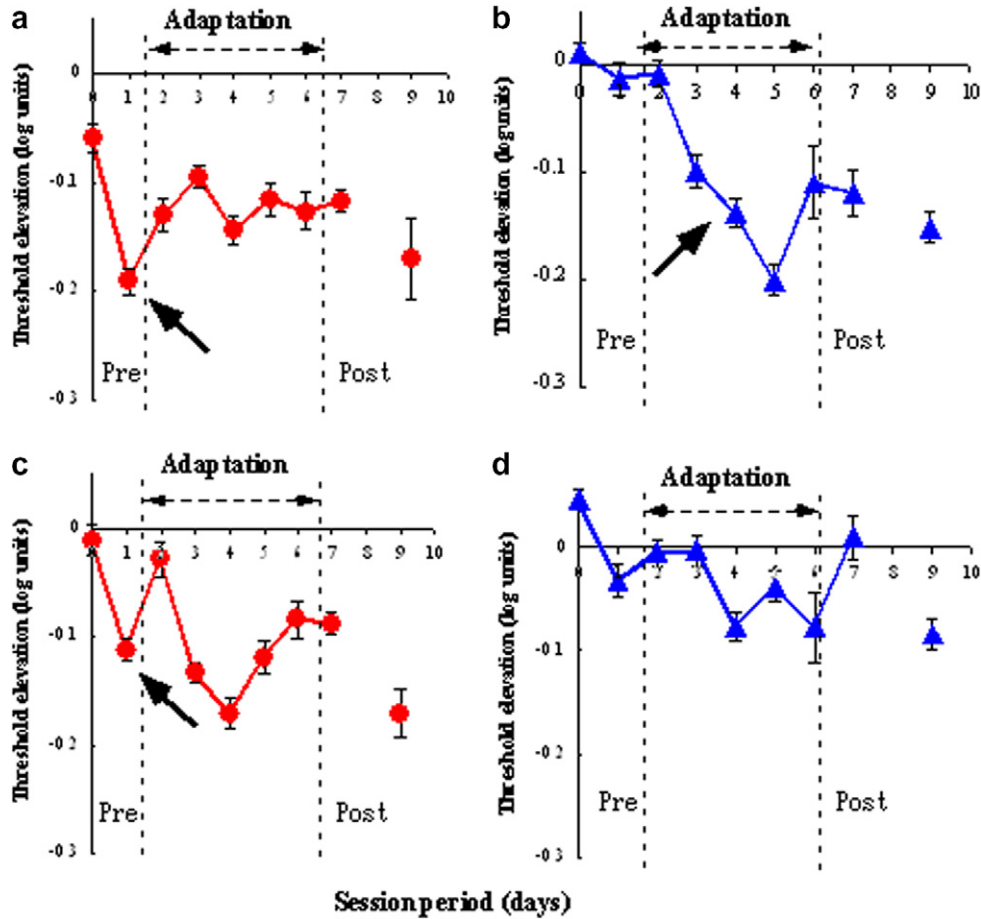 a
Adaptation
Threshold elevation (log units)
0
-0.1
-0.2
-0.3
0 1 2 3 4 5 6 7 8 9 10
Pre
Post
b
Adaptation
Threshold elevation (log units)
0
-0.1
-0.2
-0.3
0 1 2 3 4 5 6 7 8 9 10
Pre
Post
c
Adaptation
Threshold elevation (log units)
0
-0.1
-0.2
-0.3
1 2 3 4 5 6 7 8 9 10
Pre
Post
d
Adaptation
Threshold elevation (log units)
0
-0.1
-0.2
-0.3
0 1 2 3 4 5 6 7 8 9 10
Pre
Post
Session period (days)